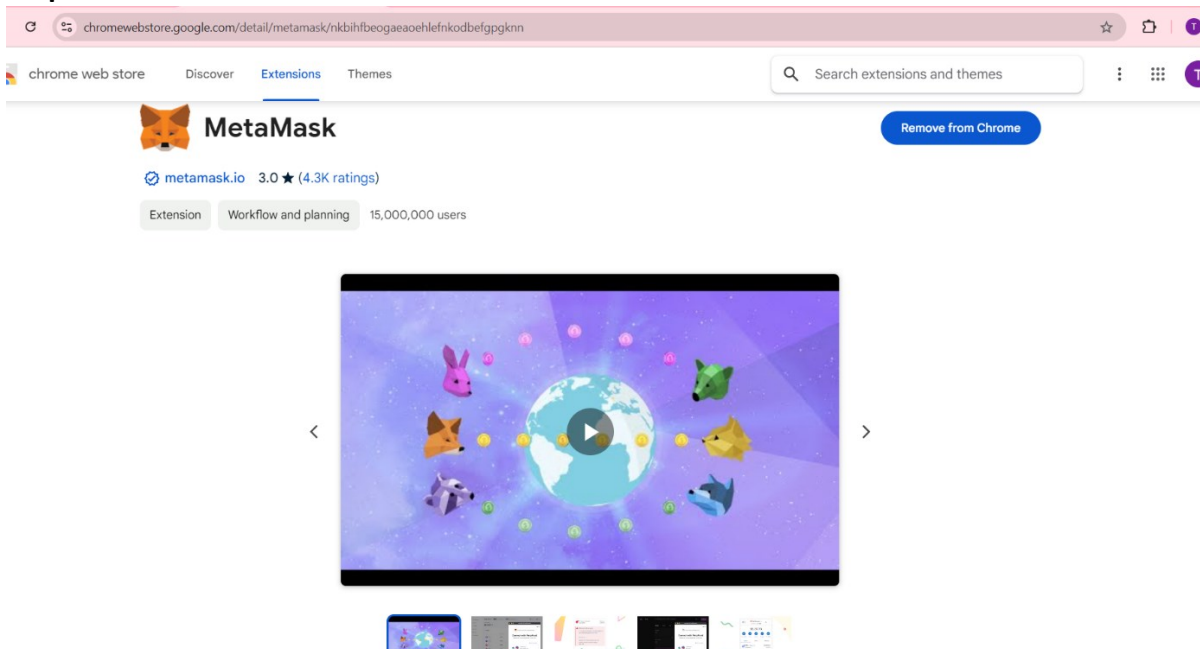 chromewebstore.google.com/detail/metamask/nkbihfbeogaeaoehlefnkodbefgpgknn
chrome web store Discover Extensions Themes Search extensions and themes T
MetaMask Remove from Chrome
metamask.io 3.0 ★ (4.3K ratings)
Extension Workflow and planning 15,000,000 users